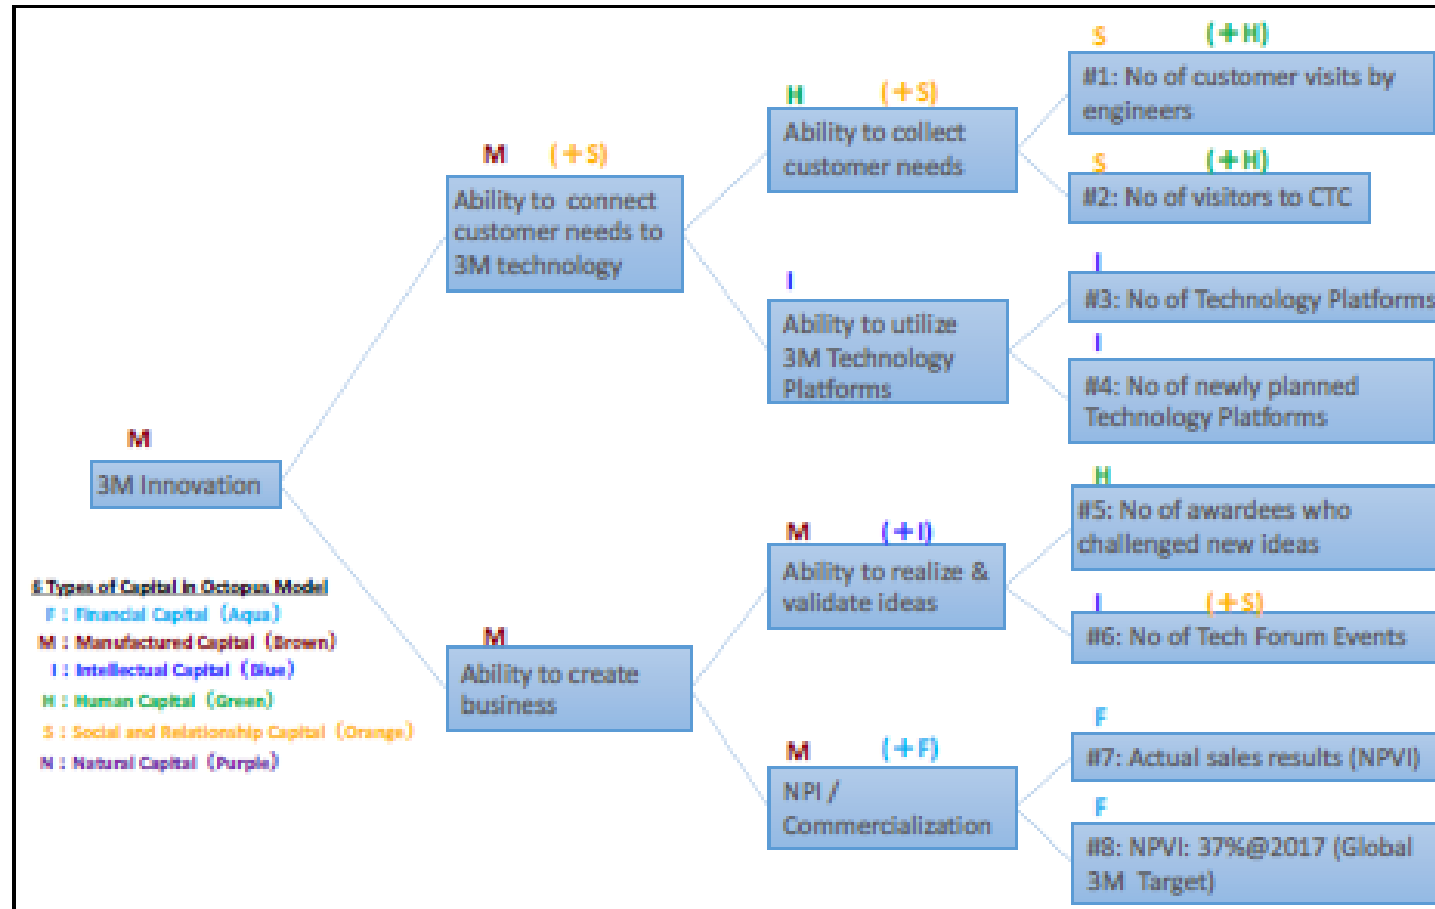 S (+H)
#1: No of customer visits by
engineers
H (+S)
Ability to collect
customer needs
S (+H)
#2: No of visitors to CTC
M (+S)
Ability to connect
customer needs to
3M technology
I
Ability to utilize
3M Technology
Platforms
I
#3: No of Technology Platforms
I
#4: No of newly planned
Technology Platforms
M
3M Innovation
H
#5: No of awardees who
challenged new ideas
M (+I)
Ability to realize &
validate ideas
I (+S)
#6: No of Tech Forum Events
M
Ability to create
business
M (+F)
NPI /
Commercialization
F
#7: Actual sales results (NPVI)
F
#8: NPVI: 37%@2017 (Global
3M Target)
6 Types of Capital in Octopus Model
F : Financial Capital (Aqua)
M : Manufactured Capital (Brown)
I : Intellectual Capital (Blue)
H : Human Capital (Green)
S : Social and Relationship Capital (Orange)
N : Natural Capital (Purple)